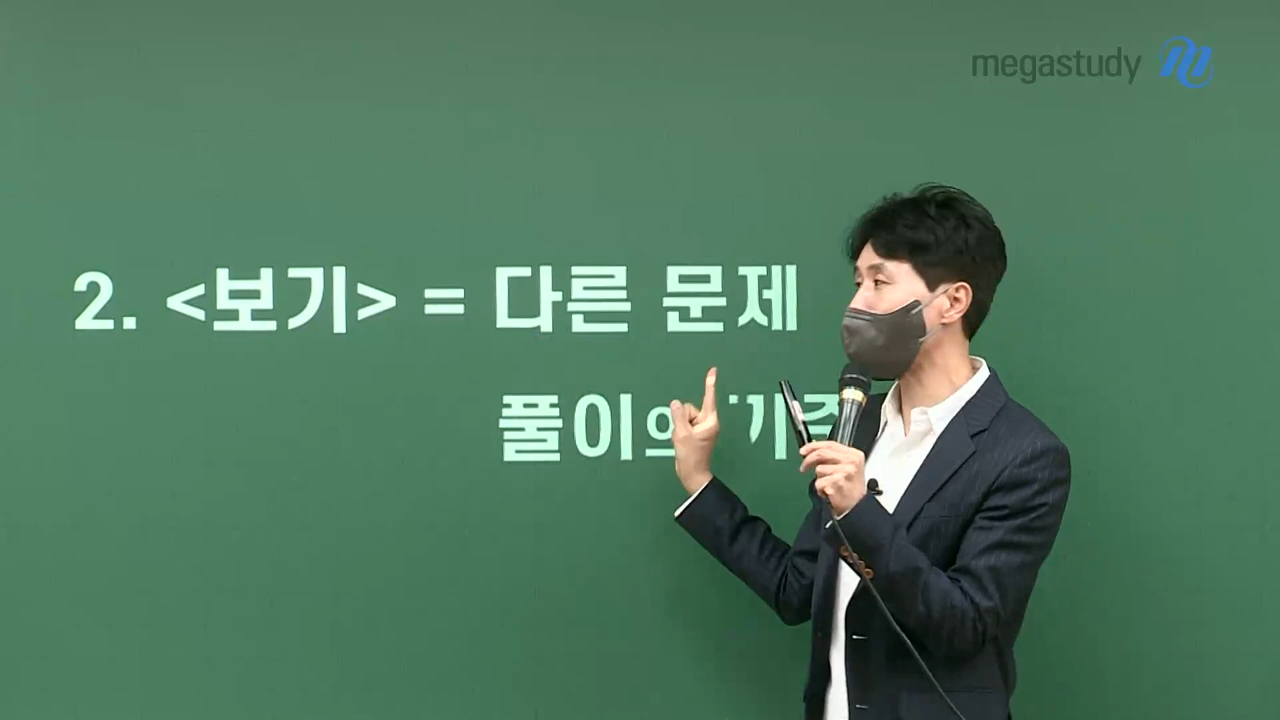 megastudy
2. <보기> = 다른 문제
풀이의